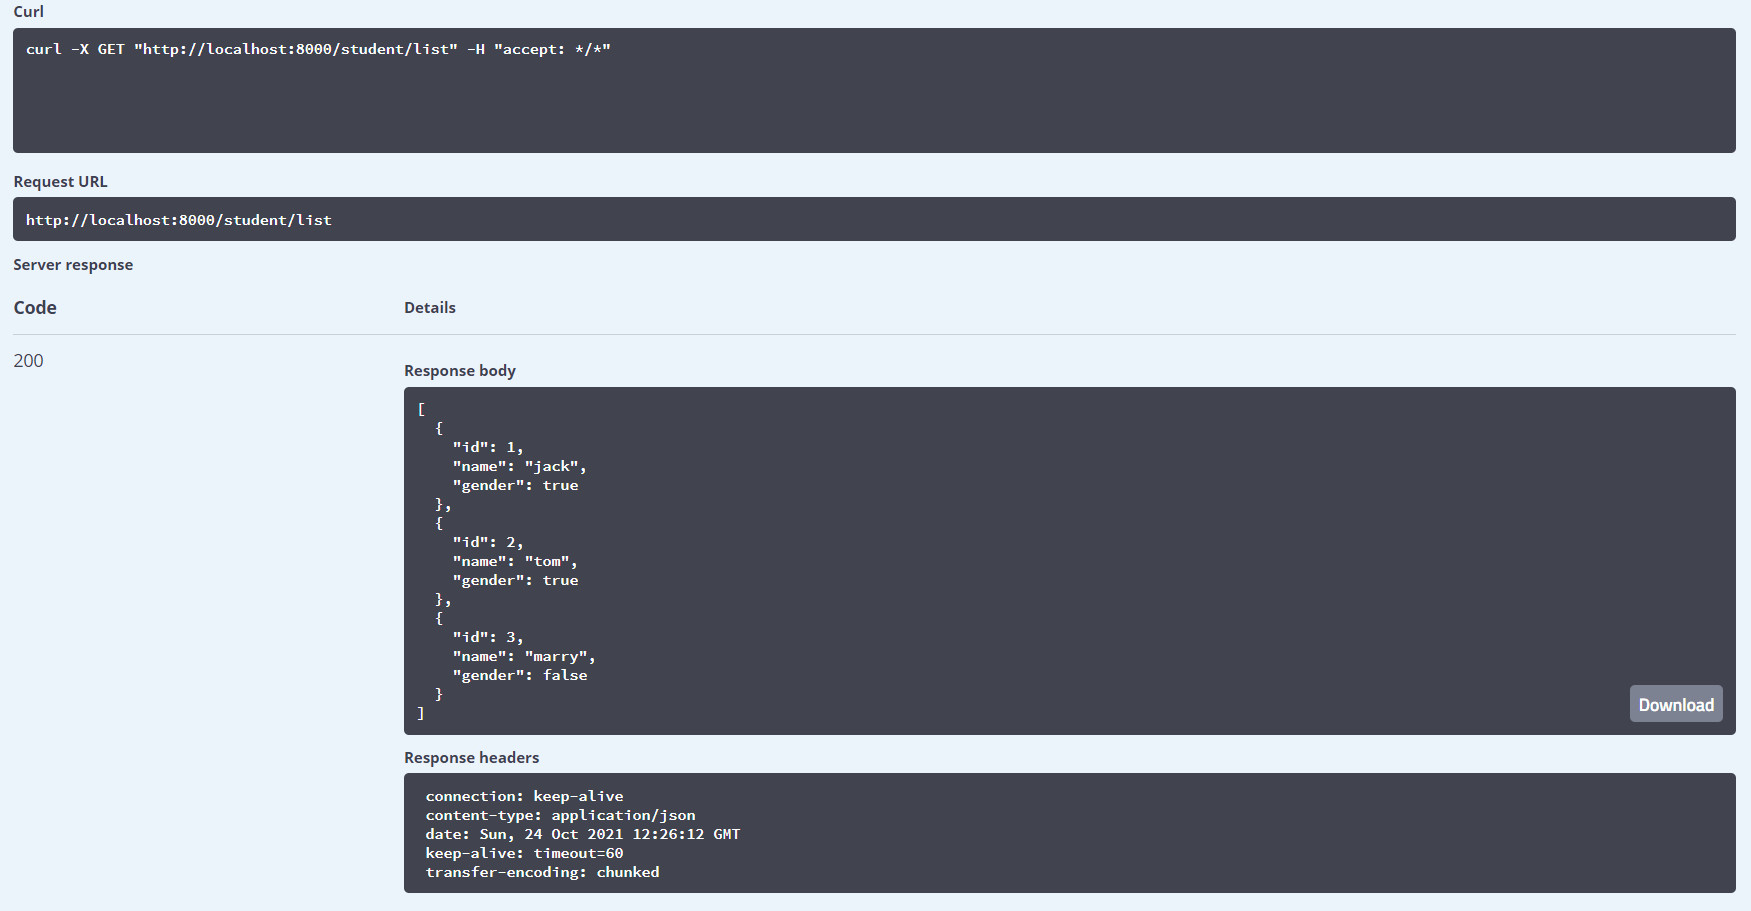 Curl
curl -X GET "http://localhost:8000/student/list" -H "accept: */*"
Request URL
http://localhost:8000/student/list
Server response
Code Details
200
Response body
[
  {
    "id": 1,
    "name": "jack",
    "gender": true
  },
  {
    "id": 2,
    "name": "tom",
    "gender": true
  },
  {
    "id": 3,
    "name": "marry",
    "gender": false
  }
]
Download
Response headers
connection: keep-alive
content-type: application/json
date: Sun, 24 Oct 2021 12:26:12 GMT
keep-alive: timeout=60
transfer-encoding: chunked